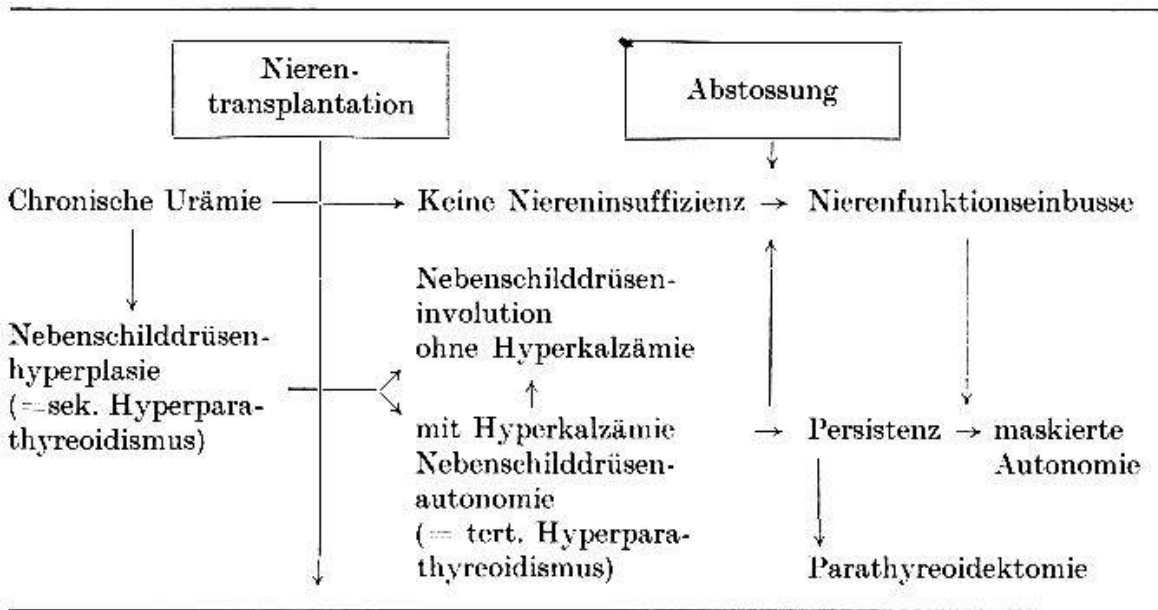 Nieren-
transplantation
Abstossung
Chronische Urämie → Keine Niereninsuffizienz → Nierenfunktionseinbusse
Nebenschilddrüsen-
hyperplasie
(=sek. Hyperpara-
thyreoidismus)
Nebenschilddrüsen-
involution
ohne Hyperkalzämie
mit Hyperkalzämie → Persistenz → maskierte
Autonomie
Nebenschilddrüsen-
autonomie
(= tert. Hyperpara-
thyreoidismus)
Parathyreoidektomie